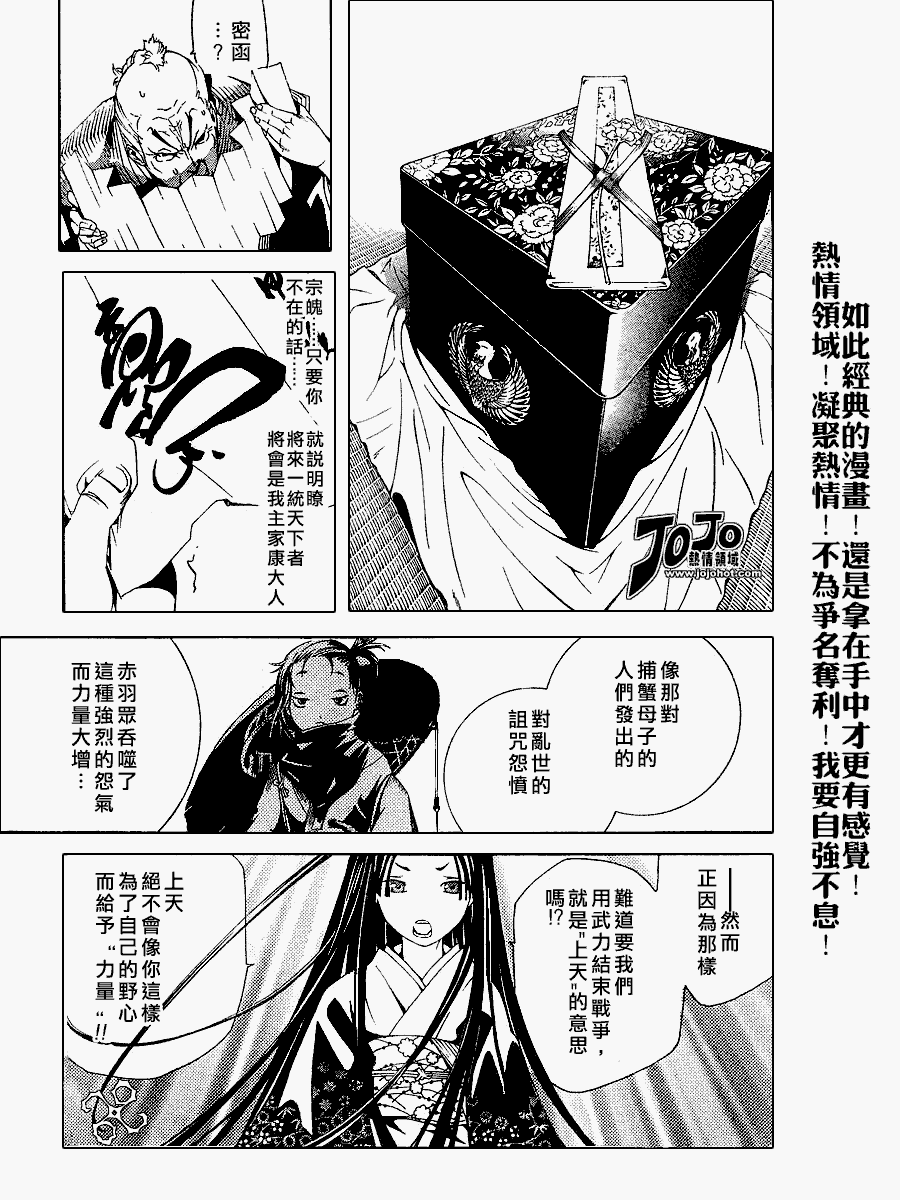 密函
…?
宗魄……只要你
不在的話……
就說明瞭
將來一統天下者
將會是我主家康大人
JOJO
熱情領域
www.jojohot.com
像那對
捕蟹母子的
人們發出的
對亂世的
詛咒怨憤
赤羽眾吞噬了
這種強烈的怨氣
而力量大增…
——然而
正因為那樣
難道要我們
用武力結束戰爭，
就是"上天"的意思
嗎!?
上天
絕不會像你這樣
為了自己的野心
而給予“力量“!!
如此經典的漫畫！還是拿在手中才更有感覺！
熱情領域！凝聚熱情！不為爭名奪利！我要自強不息！